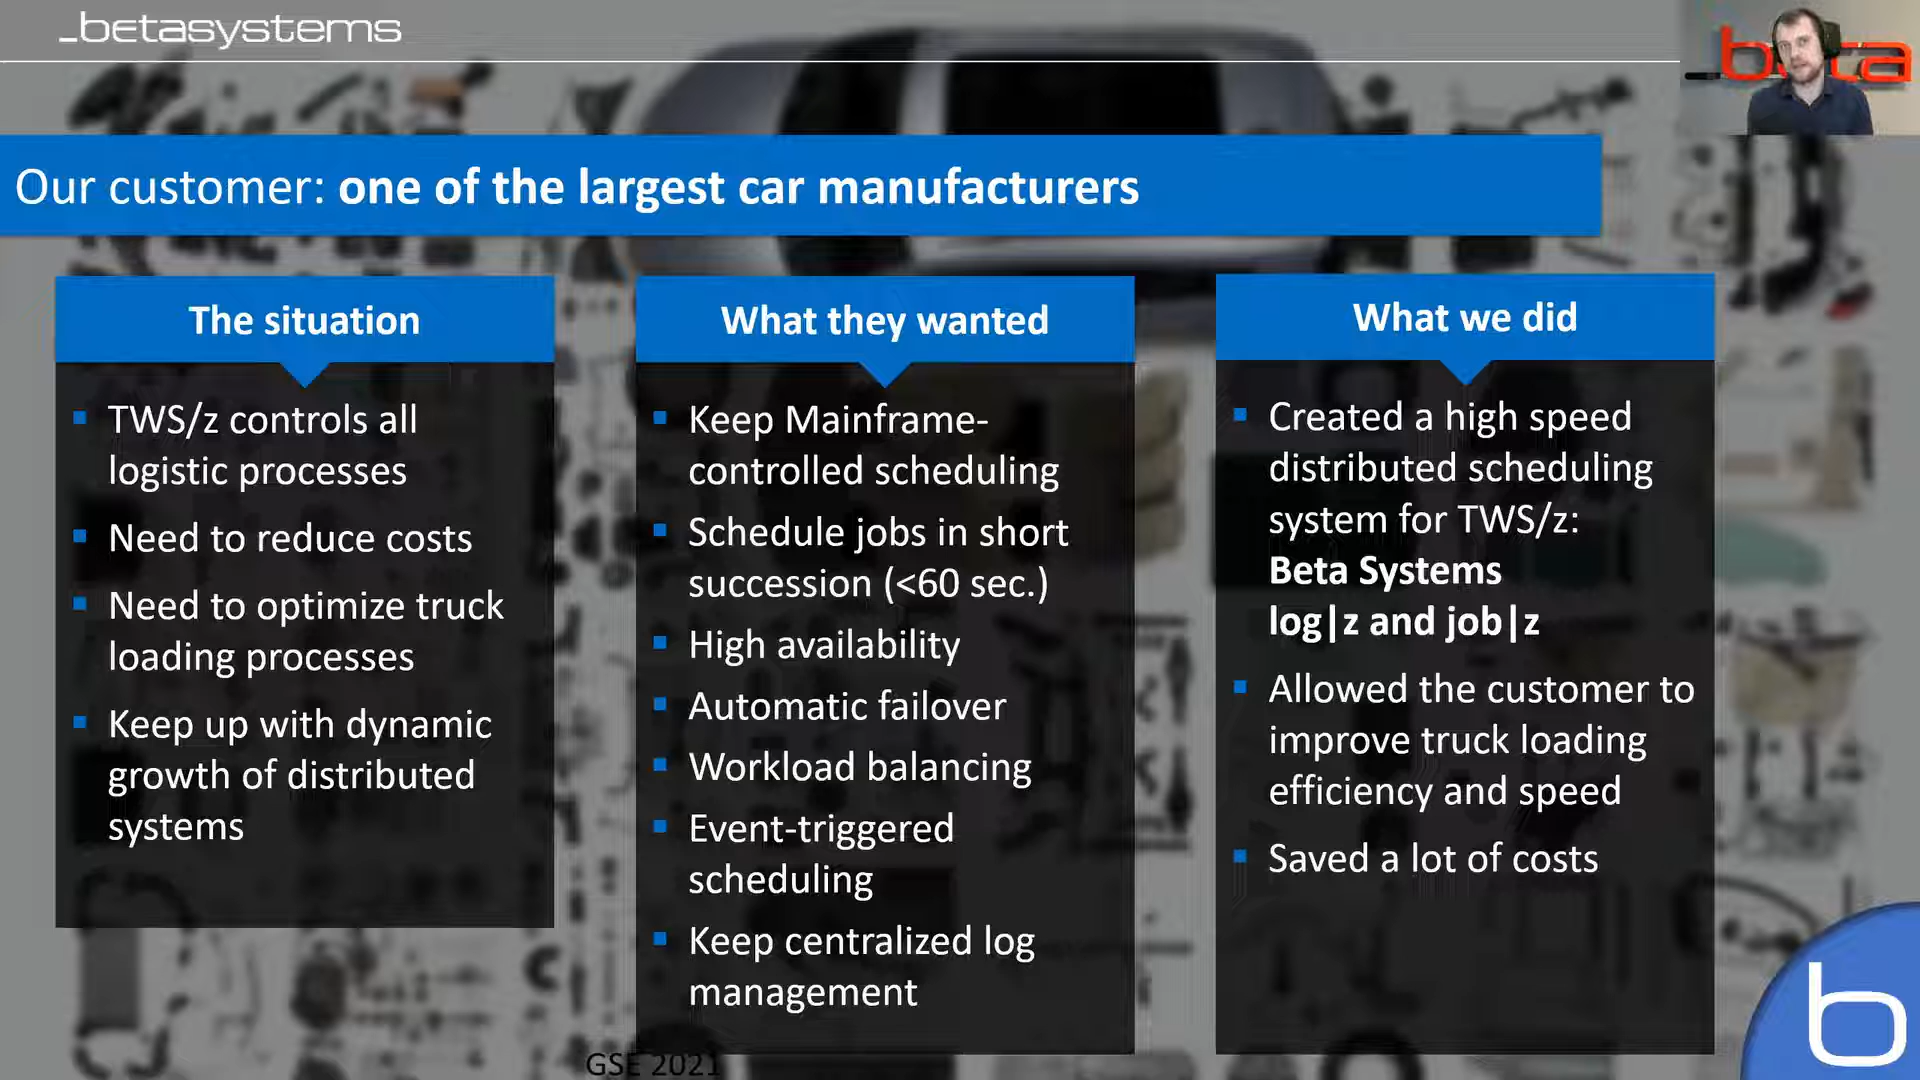 _betasystems
beta
Our customer: one of the largest car manufacturers
The situation
TWS/z controls all
logistic processes
Need to reduce costs
Need to optimize truck
loading processes
Keep up with dynamic
growth of distributed
systems
What they wanted
Keep Mainframe-
controlled scheduling
Schedule jobs in short
succession (<60 sec.)
High availability
Automatic failover
Workload balancing
Event-triggered
scheduling
Keep centralized log
management
What we did
Created a high speed
distributed scheduling
system for TWS/z:
Beta Systems
log|z and job|z
Allowed the customer to
improve truck loading
efficiency and speed
Saved a lot of costs
GSE 2021
b